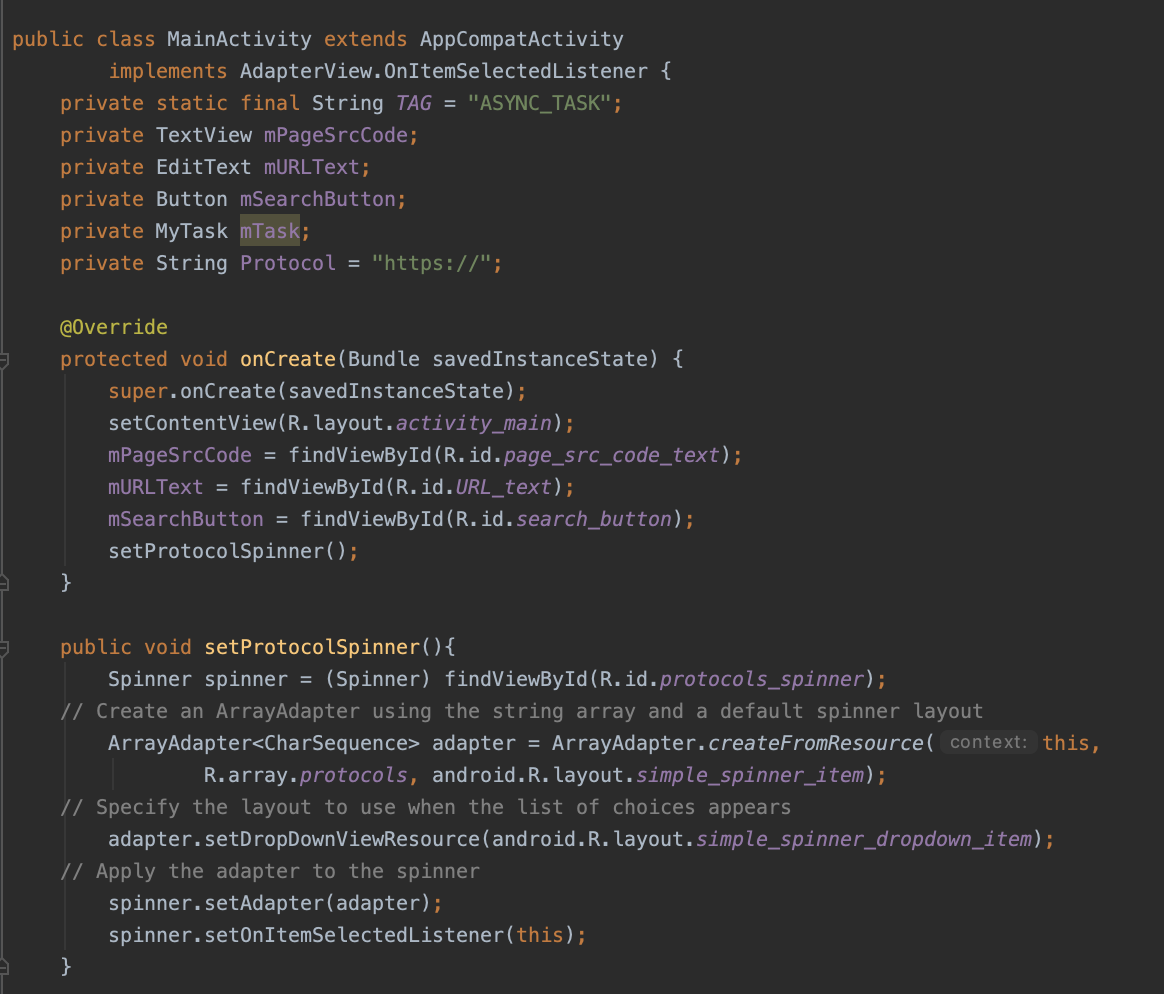 public class MainActivity extends AppCompatActivity
        implements AdapterView.OnItemSelectedListener {
    private static final String TAG = "ASYNC_TASK";
    private TextView mPageSrcCode;
    private EditText mURLText;
    private Button mSearchButton;
    private MyTask mTask;
    private String Protocol = "https://";

    @Override
    protected void onCreate(Bundle savedInstanceState) {
        super.onCreate(savedInstanceState);
        setContentView(R.layout.activity_main);
        mPageSrcCode = findViewById(R.id.page_src_code_text);
        mURLText = findViewById(R.id.URL_text);
        mSearchButton = findViewById(R.id.search_button);
        setProtocolSpinner();
    }

    public void setProtocolSpinner(){
        Spinner spinner = (Spinner) findViewById(R.id.protocols_spinner);
    // Create an ArrayAdapter using the string array and a default spinner layout
        ArrayAdapter<CharSequence> adapter = ArrayAdapter.createFromResource( context: this,
                R.array.protocols, android.R.layout.simple_spinner_item);
    // Specify the layout to use when the list of choices appears
        adapter.setDropDownViewResource(android.R.layout.simple_spinner_dropdown_item);
    // Apply the adapter to the spinner
        spinner.setAdapter(adapter);
        spinner.setOnItemSelectedListener(this);
    }